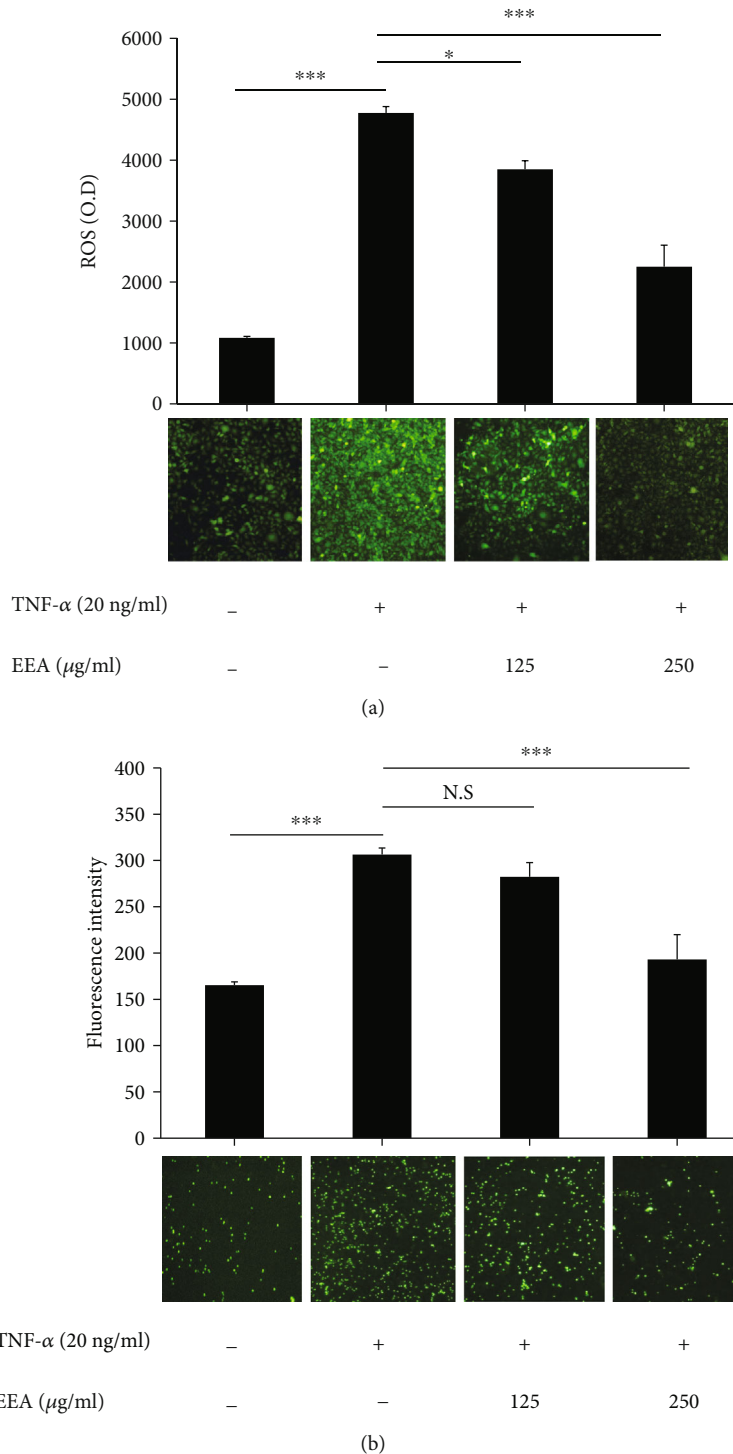 ***
*
***
6000
5000
4000
3000
2000
1000
0
ROS (O.D)
TNF-α (20 ng/ml) – + + +
EEA (μg/ml) – – 125 250
(a)
***
N.S
***
400
350
300
250
200
150
100
50
0
Fluorescence intensity
TNF-α (20 ng/ml) – + + +
EEA (μg/ml) – – 125 250
(b)